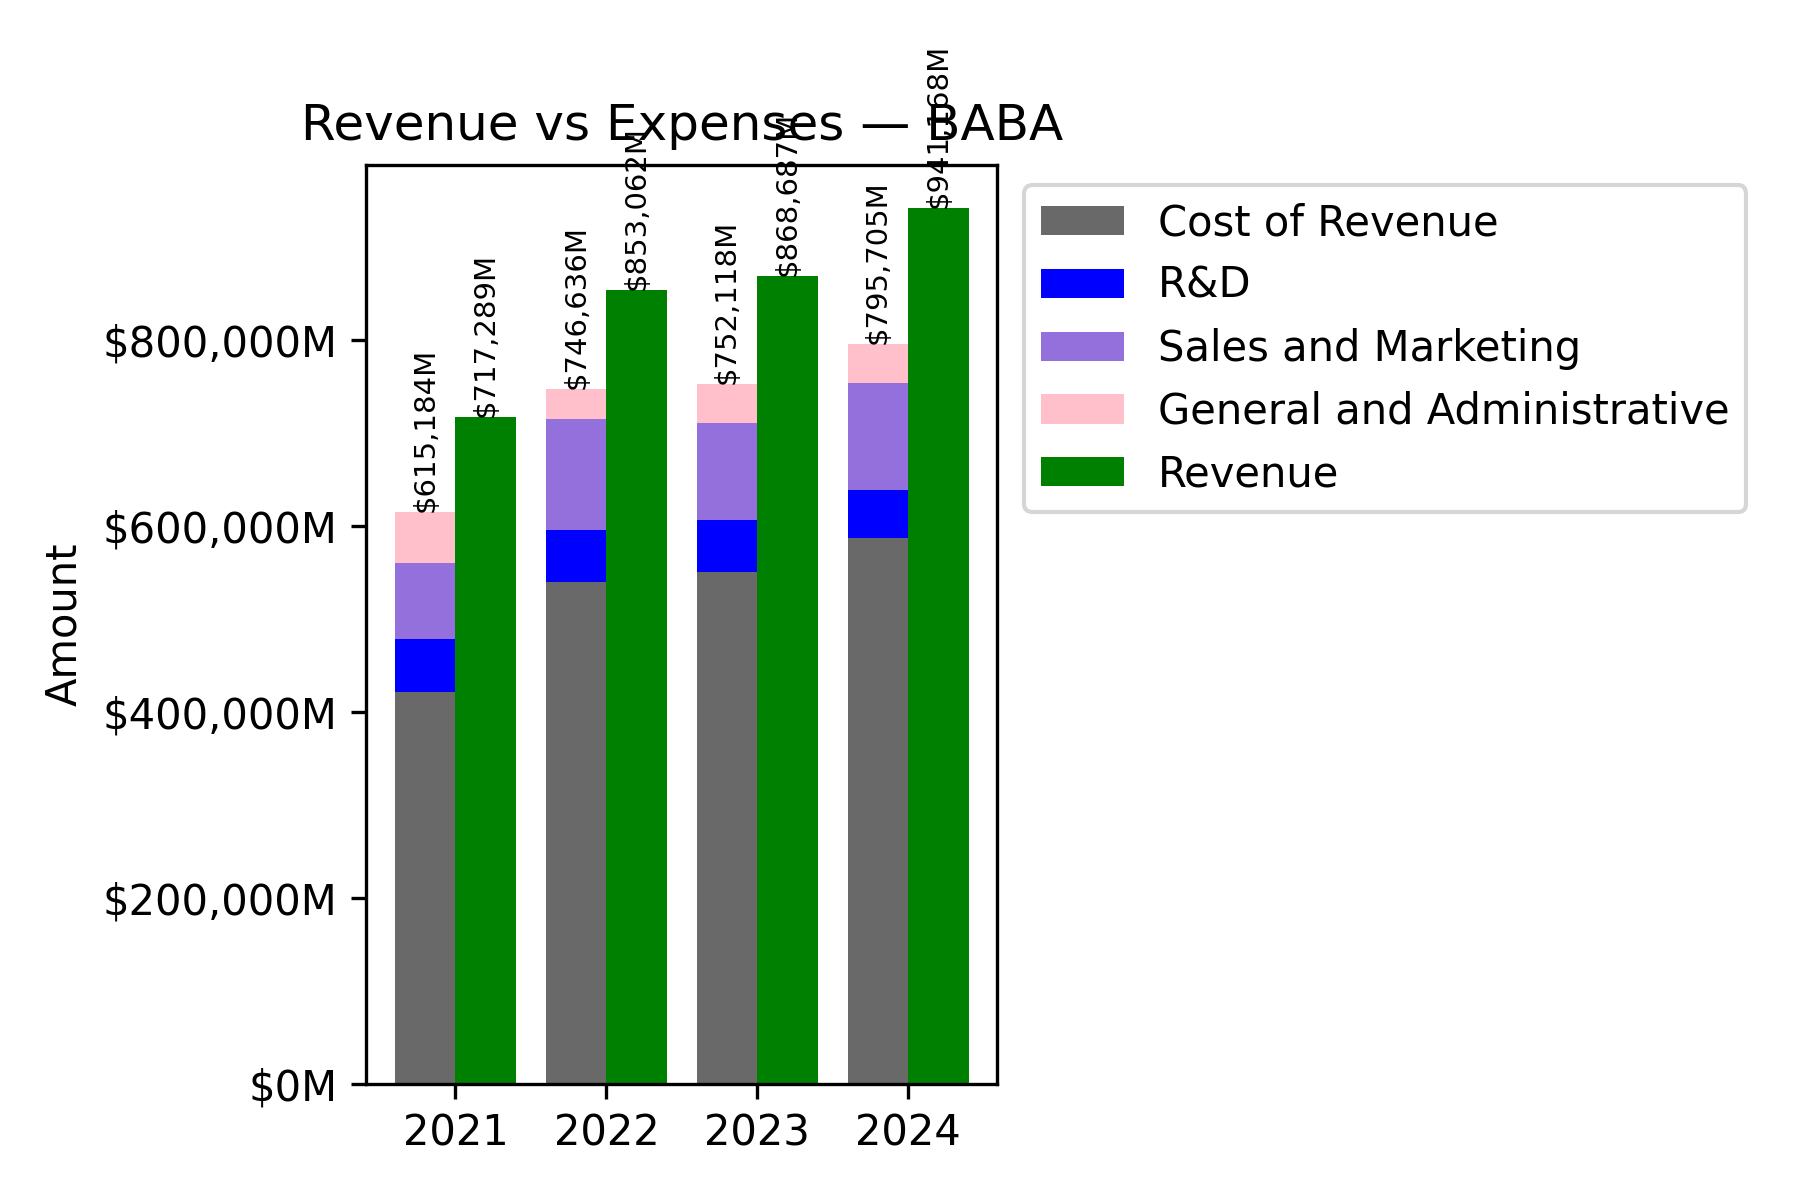 Revenue vs Expenses — BABA
$615,184M
$717,289M
$746,636M
$853,062M
$752,118M
$868,687M
$795,705M
$941,168M
Cost of Revenue
R&D
Sales and Marketing
General and Administrative
Revenue
Amount
$800,000M
$600,000M
$400,000M
$200,000M
$0M
2021 2022 2023 2024